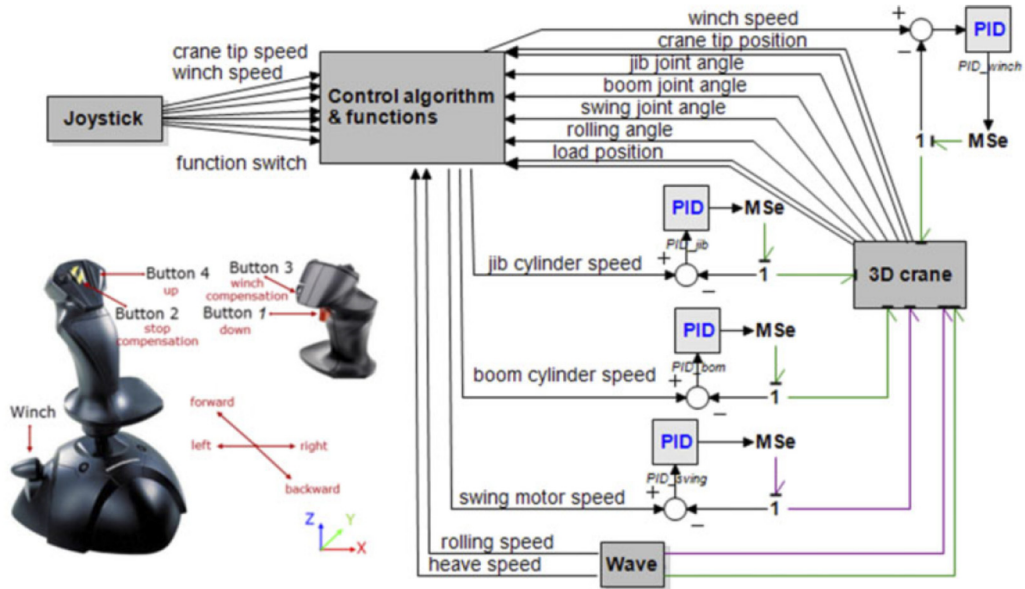 winch speed
PID
PID_winch
MSe
1
crane tip position
jib joint angle
boom joint angle
swing joint angle
rolling angle
load position
crane tip speed
winch speed
function switch
Joystick
Control algorithm
& functions
PID
PID_jib
MSe
1
jib cylinder speed
3D crane
PID
PID_bom
MSe
1
boom cylinder speed
PID
PID_sving
MSe
1
swing motor speed
rolling speed
heave speed
Wave
Button 4
up
Button 2
stop
compensation
Button 3
winch
compensation
Button 1
down
Winch
forward
left
right
backward
Z
Y
X
+
−
+
−
+
−
+
−